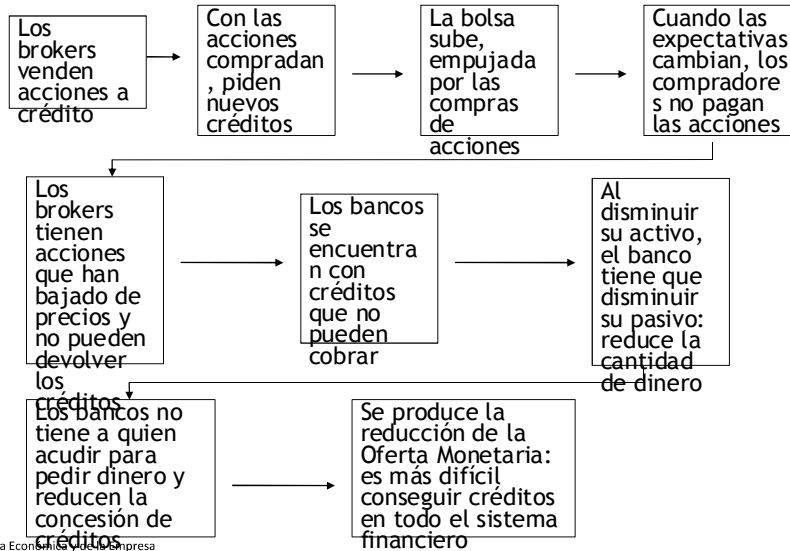 Los
brokers
venden
acciones a
crédito
Con las
acciones
compradan
, piden
nuevos
créditos
La bolsa
sube,
empujada
por las
compras
de
acciones
Cuando las
expectativas
cambian, los
compradore
s no pagan
las acciones
Los
brokers
tienen
acciones
que han
bajado de
precios y
no pueden
devolver
los
créditos
Los bancos
se
encuentra
n con
créditos
que no
pueden
cobrar
Al
disminuir
su activo,
el banco
tiene que
disminuir
su pasivo:
reduce la
cantidad
de dinero
Los bancos no
tiene a quien
acudir para
pedir dinero y
reducen la
concesión de
créditos
Se produce la
reducción de la
Oferta Monetaria:
es más difícil
conseguir créditos
en todo el sistema
financiero
a Económica y de la Empresa